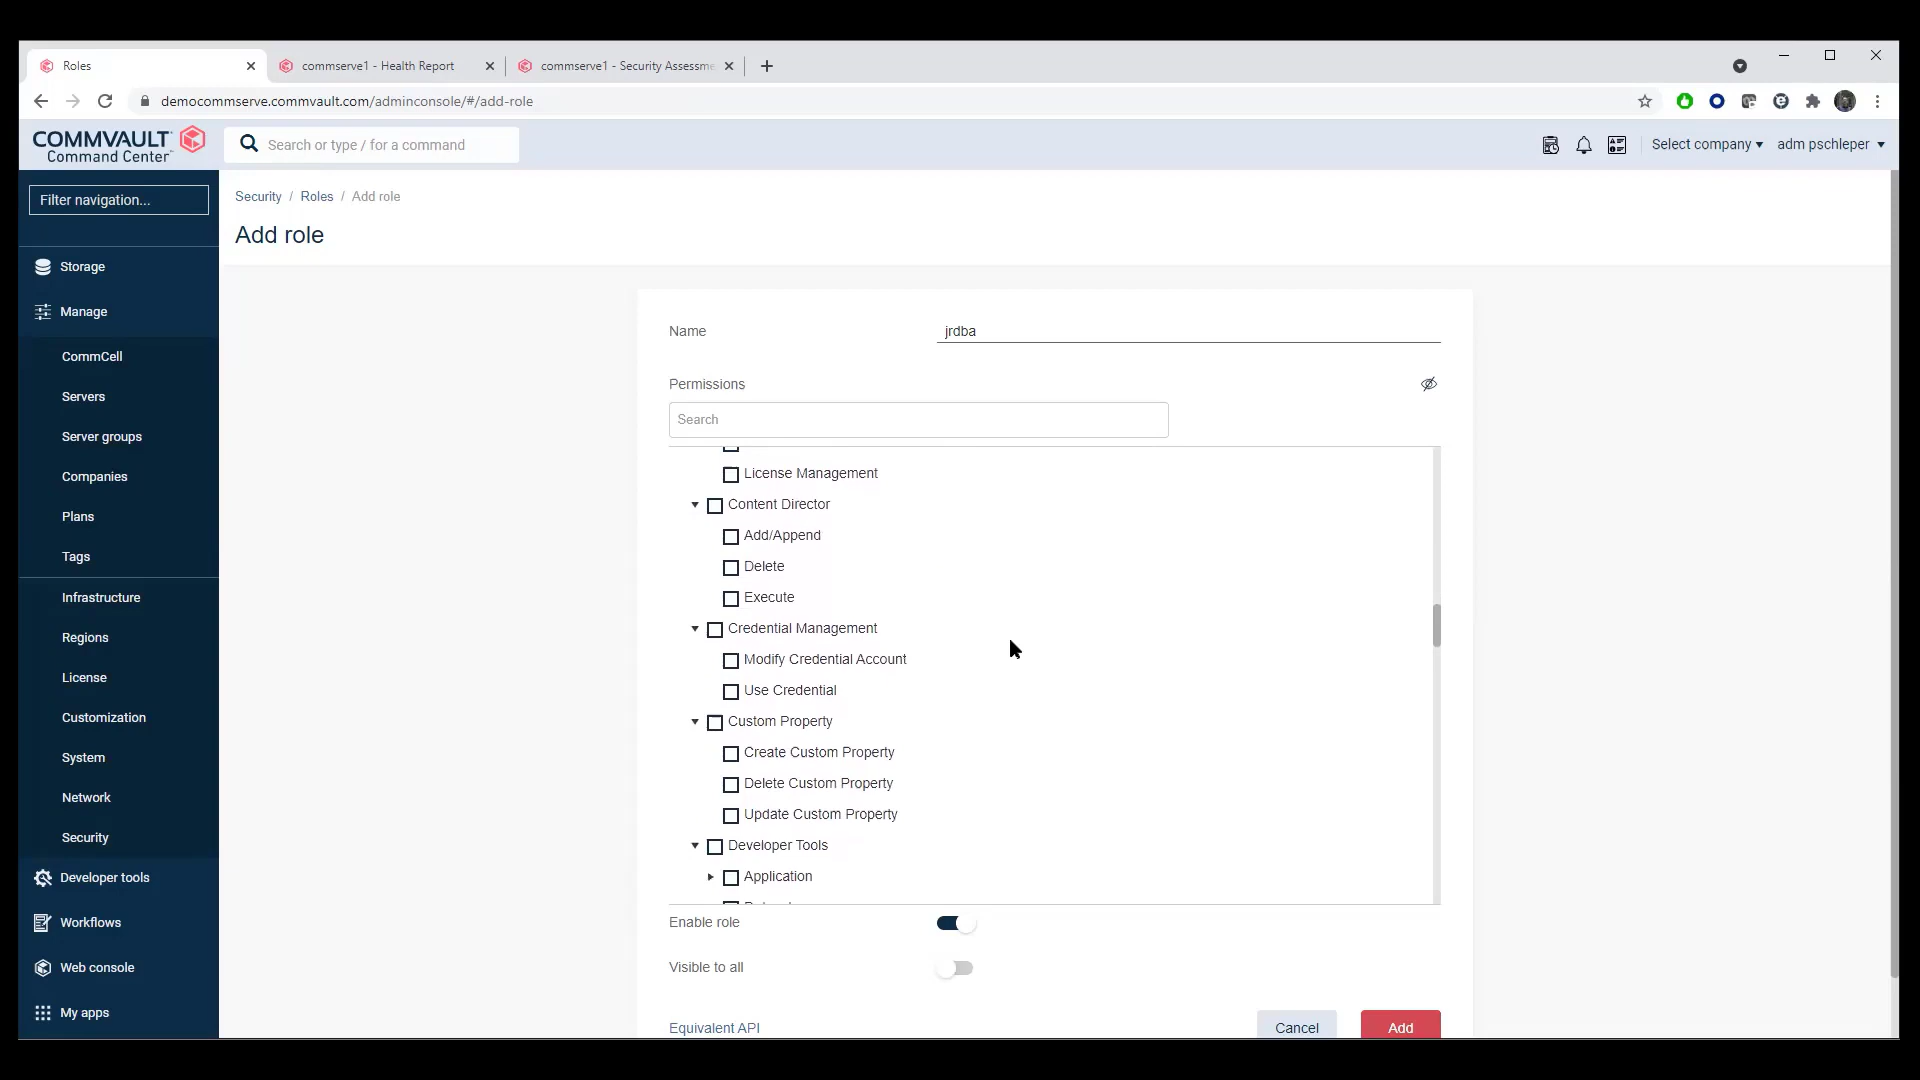 Roles
commserve1 - Health Report
commserve1 - Security Assessme
democommserve.commvault.com/adminconsole/#/add-role
COMMVAULT
Command Center
Search or type / for a command
Select company
adm pschleper
Filter navigation...
Storage
Manage
CommCell
Servers
Server groups
Companies
Plans
Tags
Infrastructure
Regions
License
Customization
System
Network
Security
Developer tools
Workflows
Web console
My apps
Security / Roles / Add role
Add role
Name
jrdba
Permissions
Search
License Management
Content Director
Add/Append
Delete
Execute
Credential Management
Modify Credential Account
Use Credential
Custom Property
Create Custom Property
Delete Custom Property
Update Custom Property
Developer Tools
Application
Enable role
Visible to all
Equivalent API
Cancel
Add